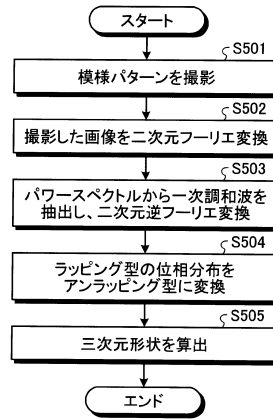 スタート
S501
模様パターンを撮影
S502
撮影した画像を二次元フーリエ変換
S503
パワースペクトルから一次調和波を
抽出し、二次元逆フーリエ変換
S504
ラッピング型の位相分布を
アンラッピング型に変換
S505
三次元形状を算出
エンド